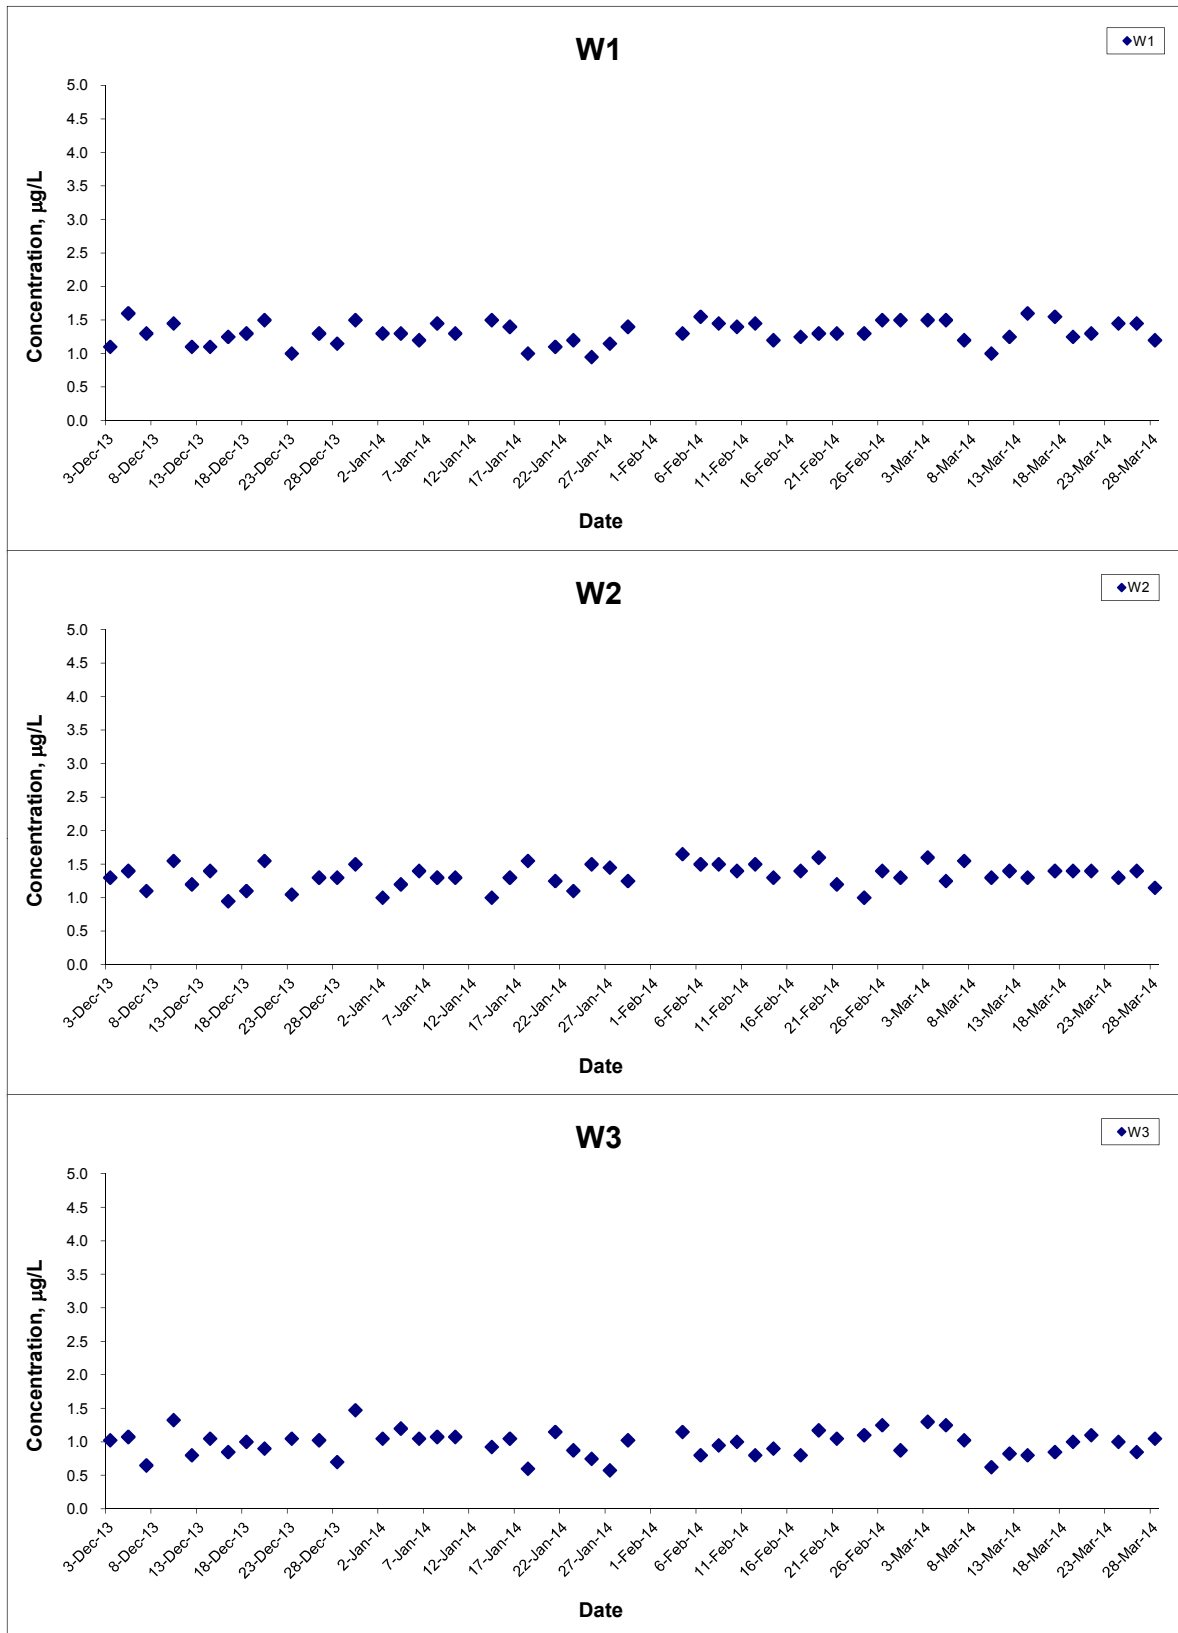 W1
W1
5.0
4.5
4.0
3.5
3.0
2.5
2.0
1.5
1.0
0.5
0.0
Concentration, µg/L
3-Dec-13
8-Dec-13
13-Dec-13
18-Dec-13
23-Dec-13
28-Dec-13
2-Jan-14
7-Jan-14
12-Jan-14
17-Jan-14
22-Jan-14
27-Jan-14
1-Feb-14
6-Feb-14
11-Feb-14
16-Feb-14
21-Feb-14
26-Feb-14
3-Mar-14
8-Mar-14
13-Mar-14
18-Mar-14
23-Mar-14
28-Mar-14
Date
W2
W2
5.0
4.5
4.0
3.5
3.0
2.5
2.0
1.5
1.0
0.5
0.0
Concentration, µg/L
3-Dec-13
8-Dec-13
13-Dec-13
18-Dec-13
23-Dec-13
28-Dec-13
2-Jan-14
7-Jan-14
12-Jan-14
17-Jan-14
22-Jan-14
27-Jan-14
1-Feb-14
6-Feb-14
11-Feb-14
16-Feb-14
21-Feb-14
26-Feb-14
3-Mar-14
8-Mar-14
13-Mar-14
18-Mar-14
23-Mar-14
28-Mar-14
Date
W3
W3
5.0
4.5
4.0
3.5
3.0
2.5
2.0
1.5
1.0
0.5
0.0
Concentration, µg/L
3-Dec-13
8-Dec-13
13-Dec-13
18-Dec-13
23-Dec-13
28-Dec-13
2-Jan-14
7-Jan-14
12-Jan-14
17-Jan-14
22-Jan-14
27-Jan-14
1-Feb-14
6-Feb-14
11-Feb-14
16-Feb-14
21-Feb-14
26-Feb-14
3-Mar-14
8-Mar-14
13-Mar-14
18-Mar-14
23-Mar-14
28-Mar-14
Date